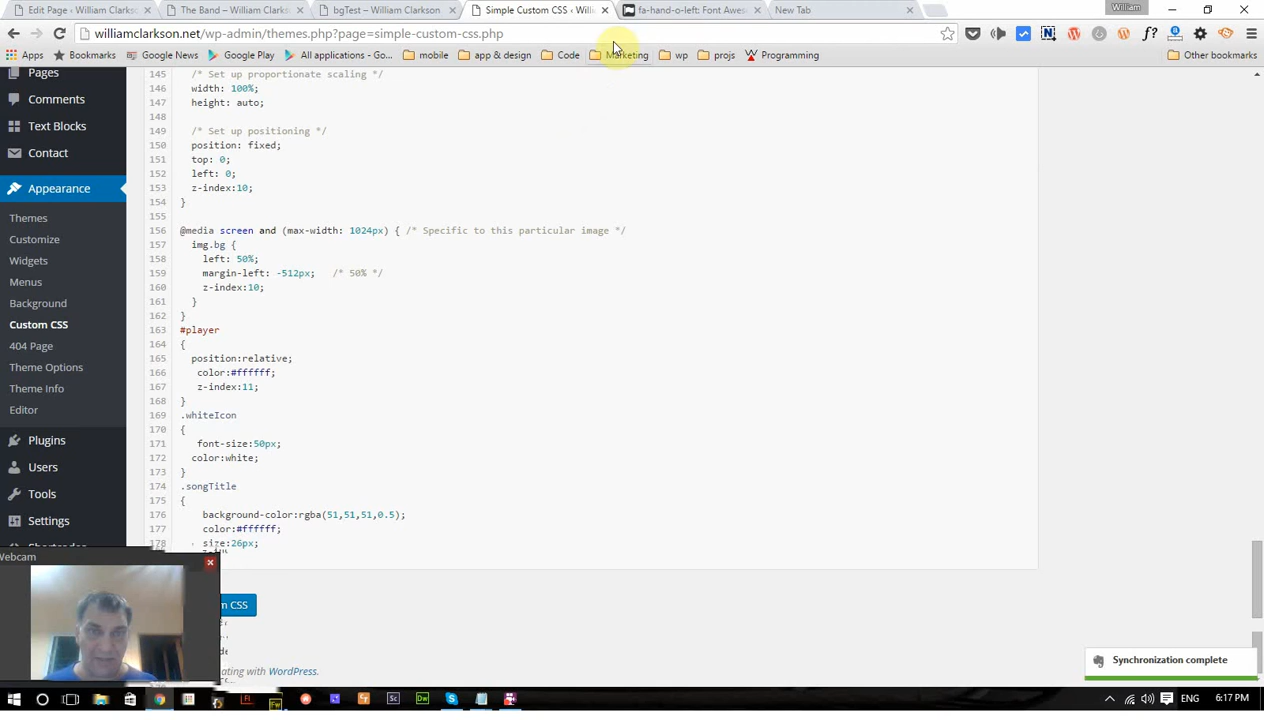 Edit Page ‹ William Clarkso
The Band – William Clarkson
bgTest – William Clarkson
Simple Custom CSS ‹ Willi
fa-hand-o-left: Font Awes
New Tab
William
williamclarkson.net/wp-admin/themes.php?page=simple-custom-css.php
Apps Bookmarks Google News Google Play All applications - Go... mobile app & design Code Marketing wp projs Programming Other bookmarks
Pages
Comments
Text Blocks
Contact
Appearance
Themes
Customize
Widgets
Menus
Background
Custom CSS
404 Page
Theme Options
Theme Info
Editor
Plugins
Users
Tools
Settings
145 /* Set up proportionate scaling */
146 width: 100%;
147 height: auto;
148
149 /* Set up positioning */
150 position: fixed;
151 top: 0;
152 left: 0;
153 z-index:10;
154 }
155
156 @media screen and (max-width: 1024px) { /* Specific to this particular image */
157 img.bg {
158 left: 50%;
159 margin-left: -512px; /* 50% */
160 z-index:10;
161 }
162 }
163 #player
164 {
165 position:relative;
166 color:#ffffff;
167 z-index:11;
168 }
169 .whiteIcon
170 {
171 font-size:50px;
172 color:white;
173 }
174 .songTitle
175 {
176 background-color:rgba(51,51,51,0.5);
177 color:#ffffff;
178 size:26px;
Webcam
m CSS
ating with WordPress.
Synchronization complete
ENG 6:17 PM